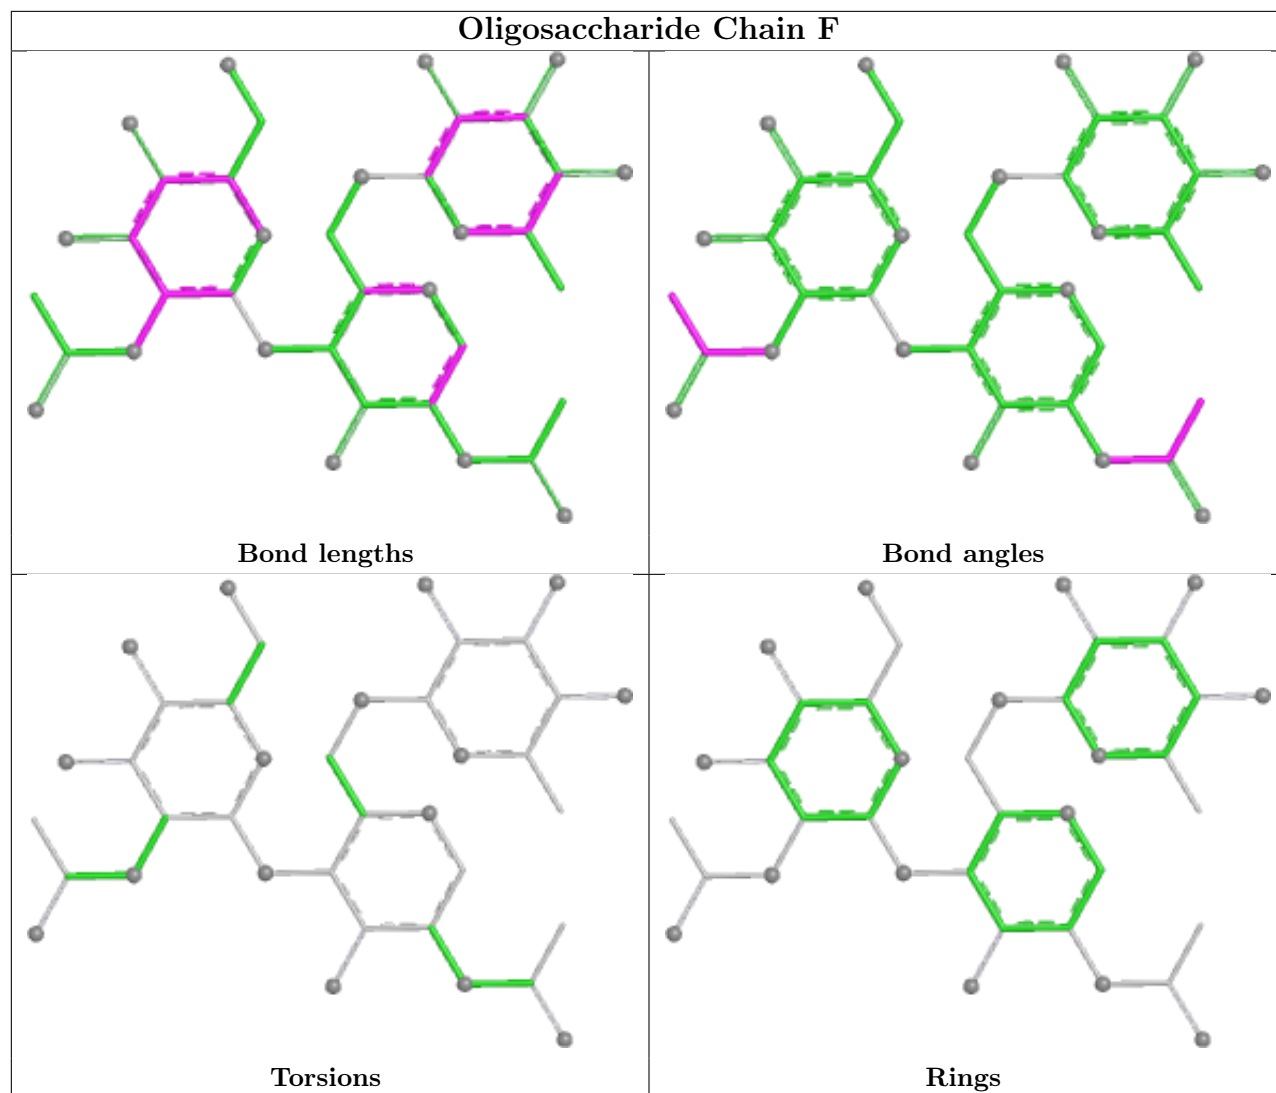 Oligosaccharide Chain F
Bond lengths
Bond angles
Torsions
Rings